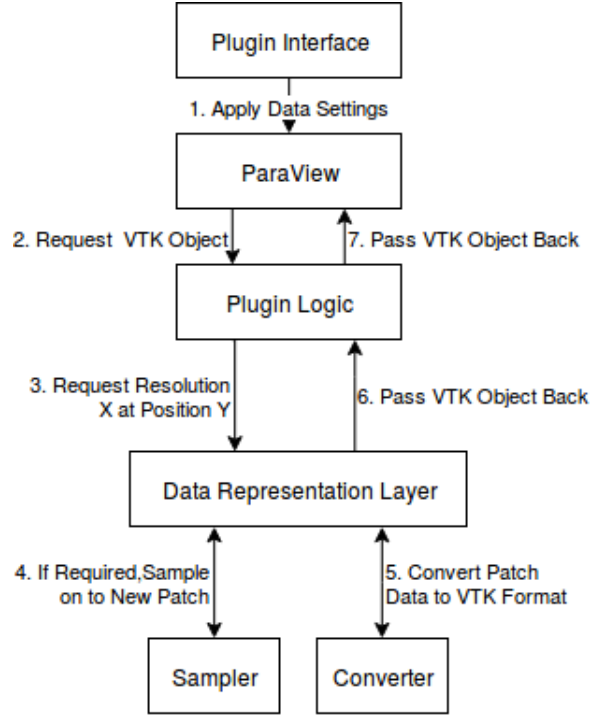 Plugin Interface
1. Apply Data Settings
ParaView
2. Request VTK Object
7. Pass VTK Object Back
Plugin Logic
3. Request Resolution
X at Position Y
6. Pass VTK Object Back
Data Representation Layer
4. If Required,Sample
on to New Patch
5. Convert Patch
Data to VTK Format
Sampler
Converter